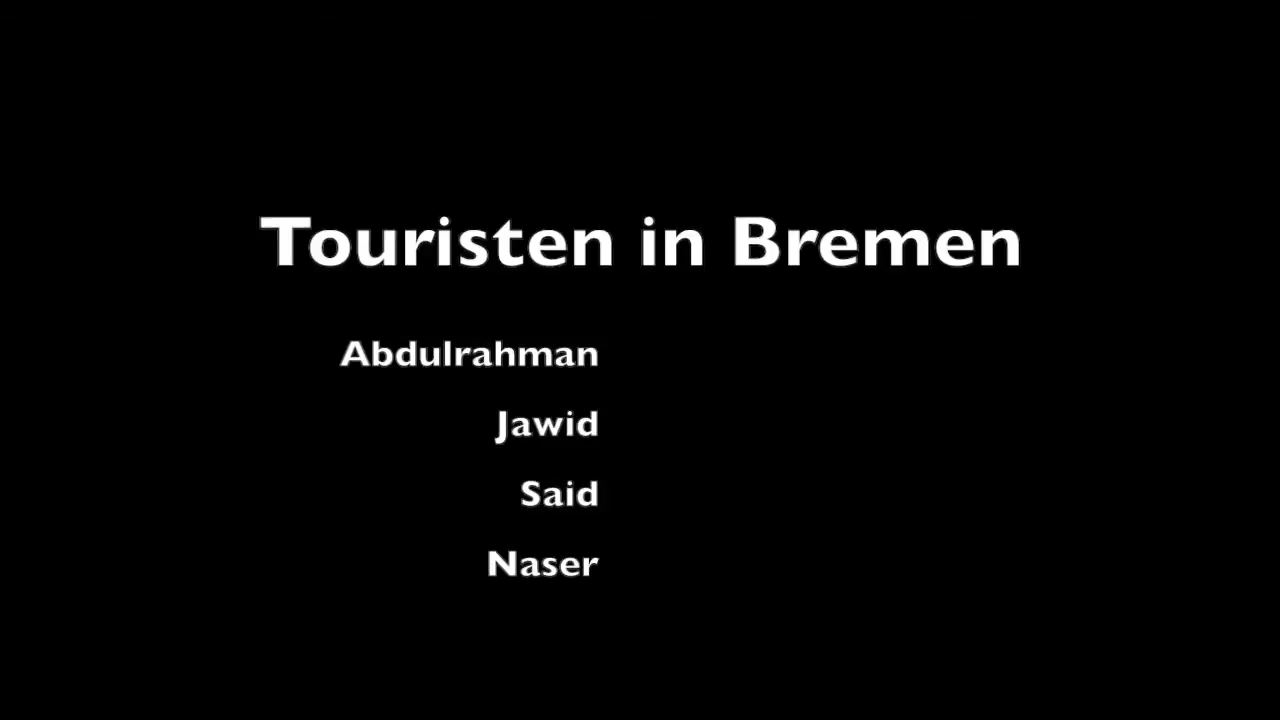 Touristen in Bremen
Abdulrahman
Jawid
Said
Naser